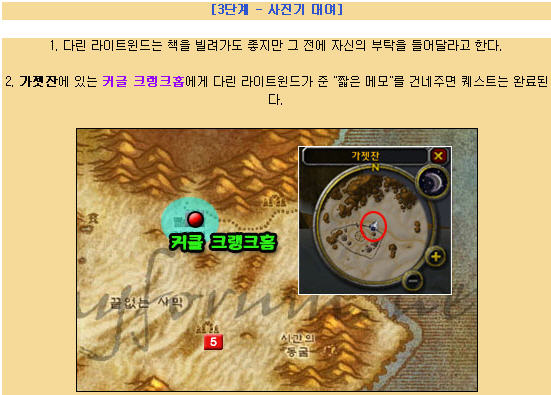 [3단계 - 사진기 대여]
1. 다린 라이트윈드는 책을 빌려가도 좋지만 그 전에 자신의 부탁을 들어달라고 한다.
2. 가젯잔에 있는 커글 크랭크홈에게 다린 라이트윈드가 준 "짧은 메모"를 건네주면 퀘스트는 완료된
다.
가젯잔
N
커글 크랭크홈
끝없는 사막
시간의
동굴
5